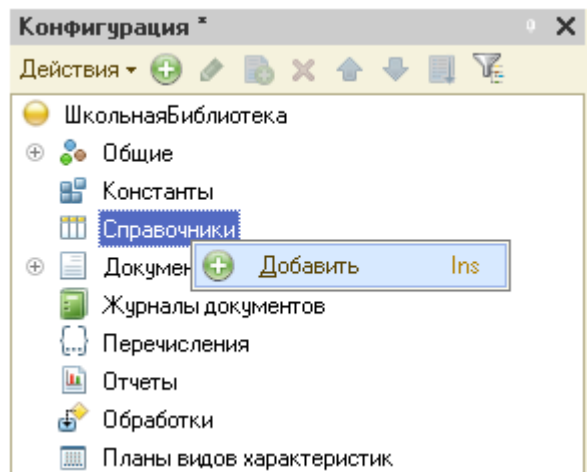 Конфигурация *
Действия
ШкольнаяБиблиотека
Общие
Константы
Справочники
Добавить Ins
Докумен
Журналы документов
Перечисления
Отчеты
Обработки
Планы видов характеристик